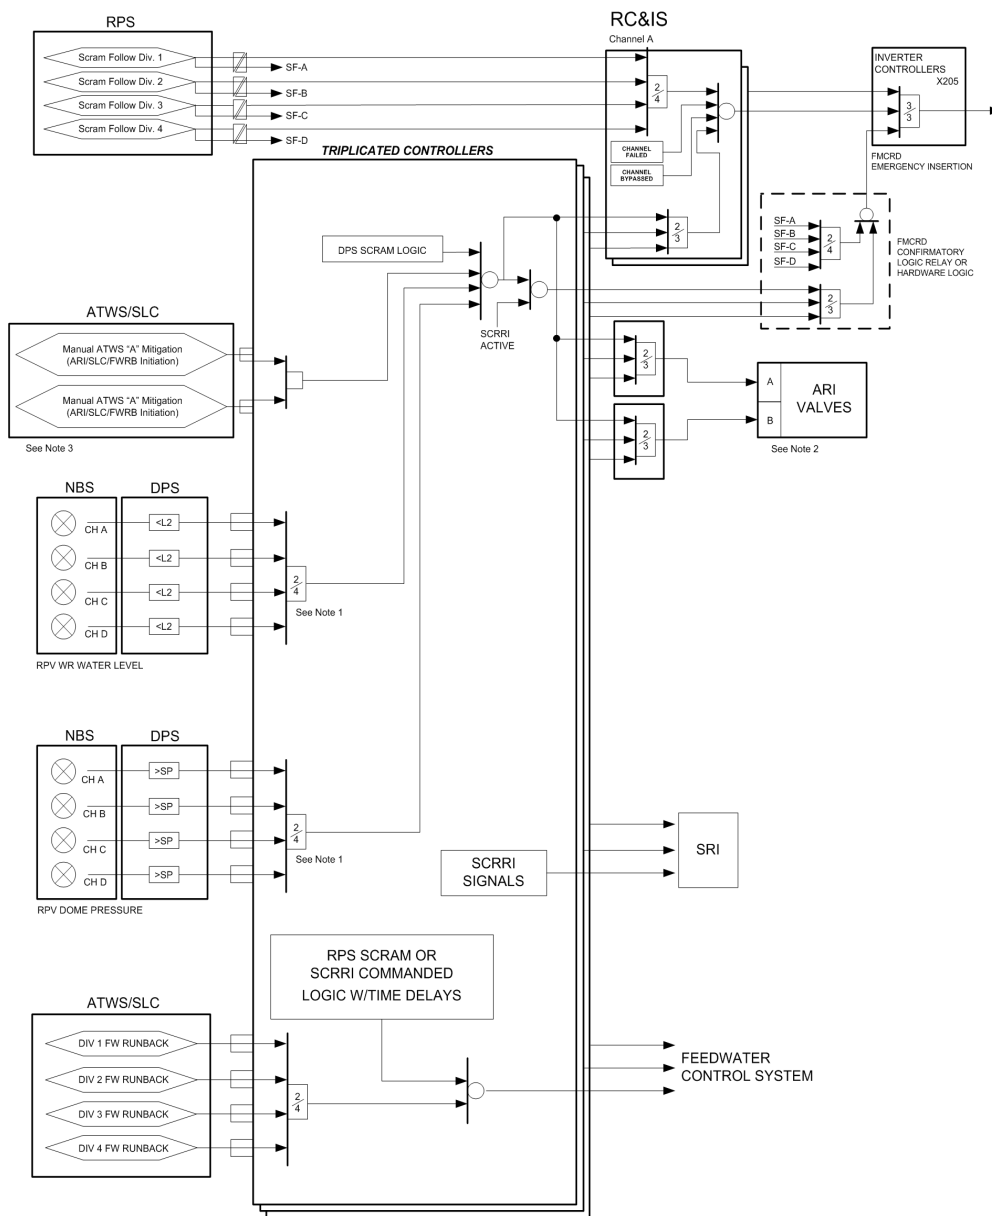 RPS
RC&IS
Channel A
Scram Follow Div. 1
Scram Follow Div. 2
Scram Follow Div. 3
Scram Follow Div. 4
SF-A
SF-B
SF-C
SF-D
2/4
CHANNEL
FAILED
CHANNEL
BYPASSED
2/3
INVERTER
CONTROLLERS
X205
3/3
FMCRD
EMERGENCY INSERTION
SF-A
SF-B
SF-C
SF-D
2/4
2/3
FMCRD
CONFIRMATORY
LOGIC RELAY OR
HARDWARE LOGIC
TRIPLICATED CONTROLLERS
DPS SCRAM LOGIC
SCRRI
ACTIVE
ATWS/SLC
Manual ATWS “A” Mitigation
(ARI/SLC/FWRB Initiation)
Manual ATWS “A” Mitigation
(ARI/SLC/FWRB Initiation)
See Note 3
2/3
2/3
A
B
ARI
VALVES
See Note 2
NBS
DPS
CH A
<L2
CH B
<L2
CH C
<L2
CH D
<L2
2/4
See Note 1
RPV WR WATER LEVEL
NBS
DPS
CH A
>SP
CH B
>SP
CH C
>SP
CH D
>SP
2/4
See Note 1
RPV DOME PRESSURE
SCRRI
SIGNALS
SRI
RPS SCRAM OR
SCRRI COMMANDED
LOGIC W/TIME DELAYS
ATWS/SLC
DIV 1 FW RUNBACK
DIV 2 FW RUNBACK
DIV 3 FW RUNBACK
DIV 4 FW RUNBACK
2/4
FEEDWATER
CONTROL SYSTEM